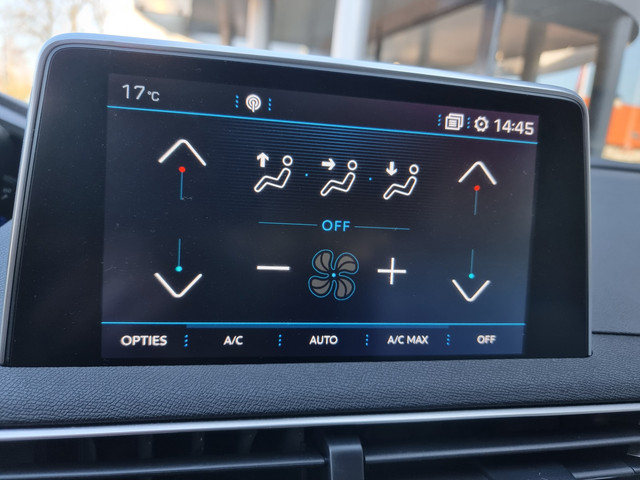 17°C
14:45
OFF
OPTIES A/C AUTO A/C MAX OFF